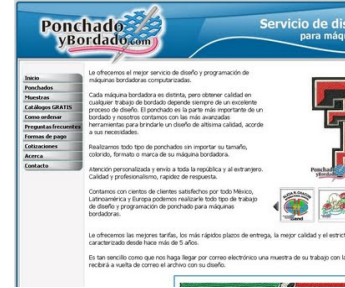 Ponchado
yBordado.com
Servicio de di
para máqu
Inicio
Ponchados
Muestras
Catálogos GRATIS
Como ordenar
Preguntas frecuentes
Formas de pago
Cotizaciones
Acerca
Contacto
Le ofrecemos el mejor servicio de diseño y programación de
máquinas bordadoras computarizadas.
Cada máquina bordadora es distinta, pero obtener calidad en
cualquier trabajo de bordado depende siempre de un excelente
proceso de diseño. El ponchado es la parte más importante de un
bordado y nosotros contamos con las más avanzadas
herramientas para brindarle un diseño de altísima calidad, acorde
a sus necesidades.
Realizamos todo tipo de ponchados sin importar su tamaño,
colorido, formato o marca de su máquina bordadora.
Atención personalizada y envío a toda la república y al extranjero.
Calidad y profesionalismo, rapidez de respuesta.
Contamos con cientos de clientes satisfechos por todo México,
Latinoamérica y Europa podemos realizarle todo tipo de trabajo
de diseño y programación de ponchado para máquinas
bordadoras.
Le ofrecemos las mejores tarifas, los más rápidos plazos de entrega, la mejor calidad y el estrict
caracterizado desde hace más de 5 años.
Es tan sencillo como que nos haga llegar por correo electrónico una muestra de su trabajo con la
recibirá a vuelta de correo el archivo con su diseño.